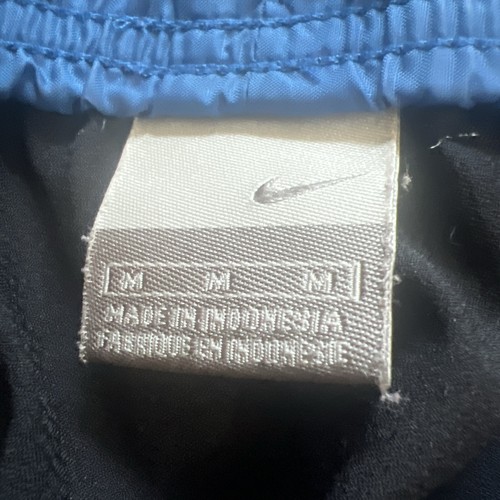 M M M
MADE IN INDONESIA
FABRIQUE EN INDONESIE